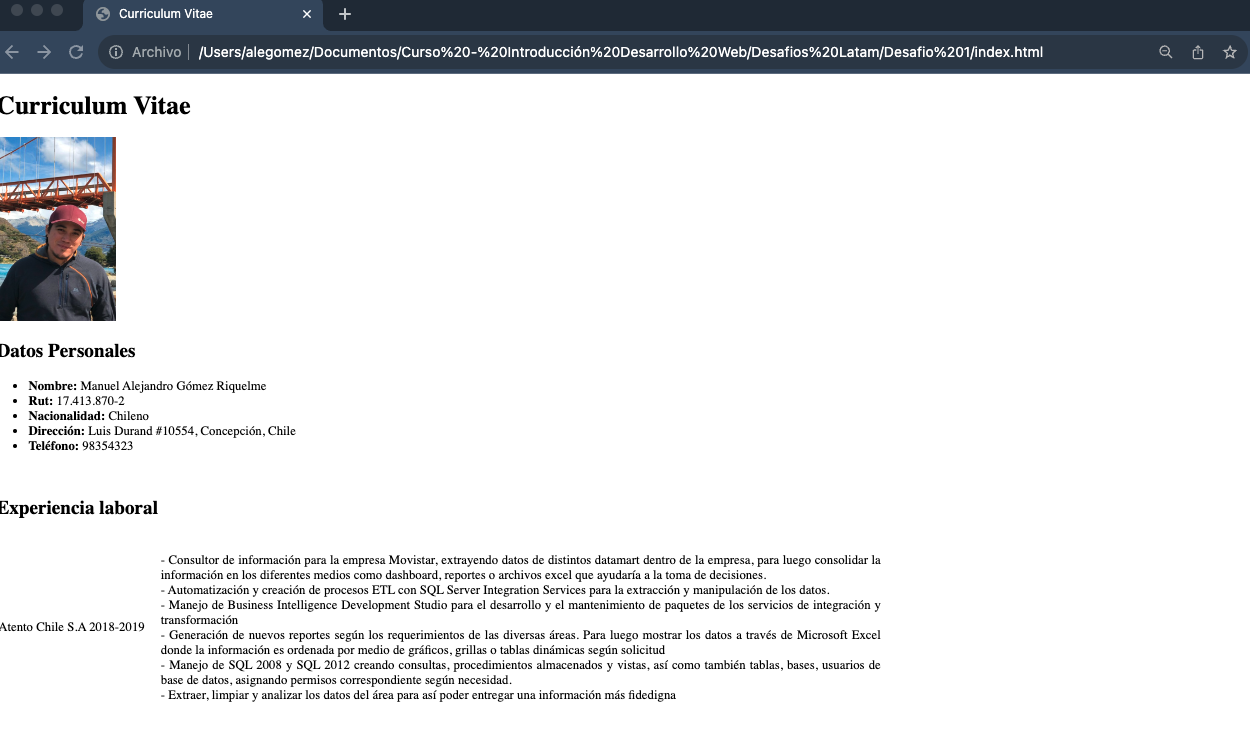 Curriculum Vitae
Archivo | /Users/alegomez/Documentos/Curso%20-%20Introducción%20Desarrollo%20Web/Desafios%20Latam/Desafio%201/index.html
Curriculum Vitae
Datos Personales
• Nombre: Manuel Alejandro Gómez Riquelme
• Rut: 17.413.870-2
• Nacionalidad: Chileno
• Dirección: Luis Durand #10554, Concepción, Chile
• Teléfono: 98354323
Experiencia laboral
Atento Chile S.A 2018-2019
- Consultor de información para la empresa Movistar, extrayendo datos de distintos datamart dentro de la empresa, para luego consolidar la
información en los diferentes medios como dashboard, reportes o archivos excel que ayudaría a la toma de decisiones.
- Automatización y creación de procesos ETL con SQL Server Integration Services para la extracción y manipulación de los datos.
- Manejo de Business Intelligence Development Studio para el desarrollo y el mantenimiento de paquetes de los servicios de integración y
transformación
- Generación de nuevos reportes según los requerimientos de las diversas áreas. Para luego mostrar los datos a través de Microsoft Excel
donde la información es ordenada por medio de gráficos, grillas o tablas dinámicas según solicitud
- Manejo de SQL 2008 y SQL 2012 creando consultas, procedimientos almacenados y vistas, así como también tablas, bases, usuarios de
base de datos, asignando permisos correspondiente según necesidad.
- Extraer, limpiar y analizar los datos del área para así poder entregar una información más fidedigna